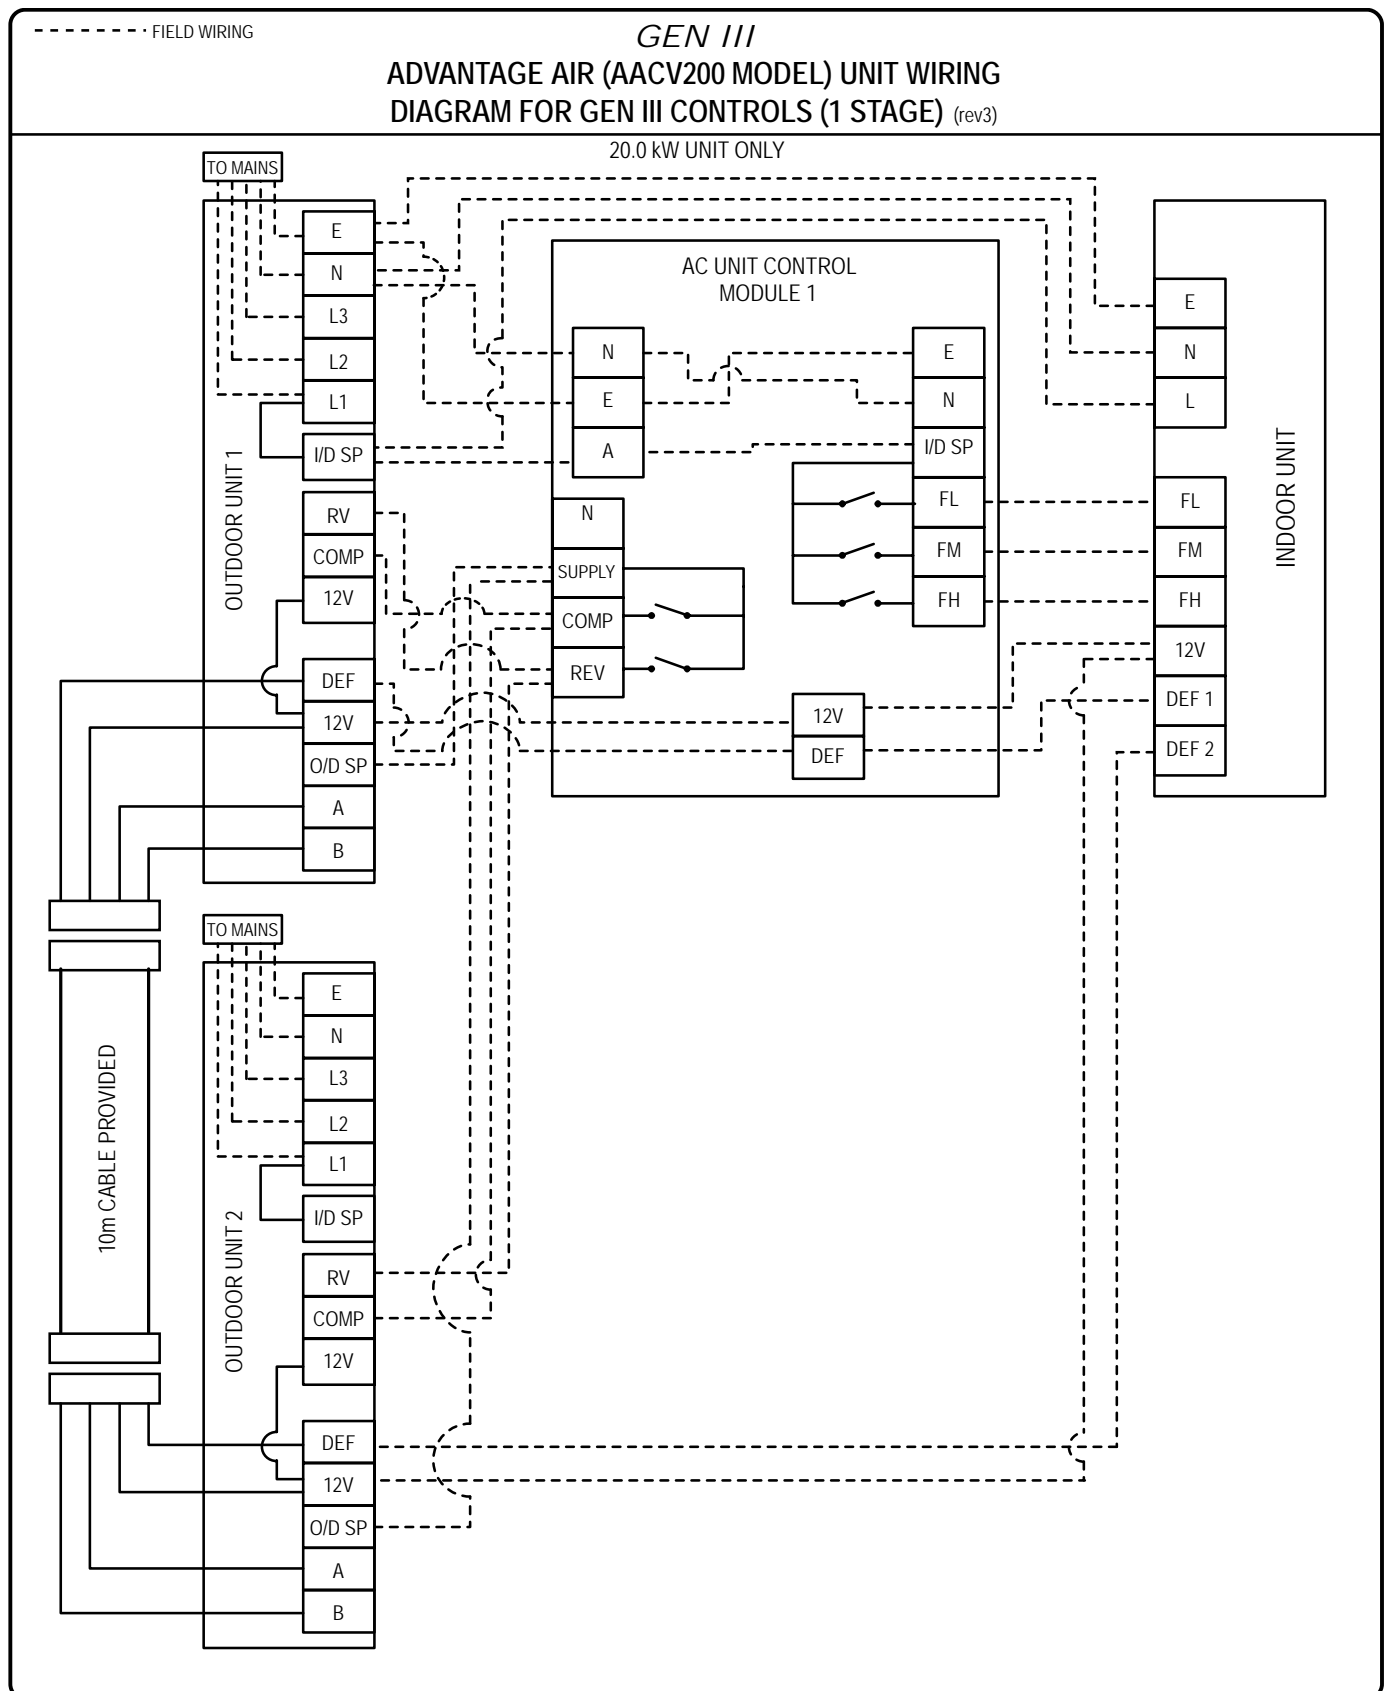 FIELD WIRING
GEN III
ADVANTAGE AIR (AACV200 MODEL) UNIT WIRING
DIAGRAM FOR GEN III CONTROLS (1 STAGE) (rev3)
20.0 kW UNIT ONLY
TO MAINS
OUTDOOR UNIT 1
E
N
L3
L2
L1
I/D SP
RV
COMP
12V
DEF
12V
O/D SP
A
B
AC UNIT CONTROL
MODULE 1
N
E
A
N
SUPPLY
COMP
REV
E
N
I/D SP
FL
FM
FH
12V
DEF
INDOOR UNIT
E
N
L
FL
FM
FH
12V
DEF 1
DEF 2
10m CABLE PROVIDED
TO MAINS
OUTDOOR UNIT 2
E
N
L3
L2
L1
I/D SP
RV
COMP
12V
DEF
12V
O/D SP
A
B